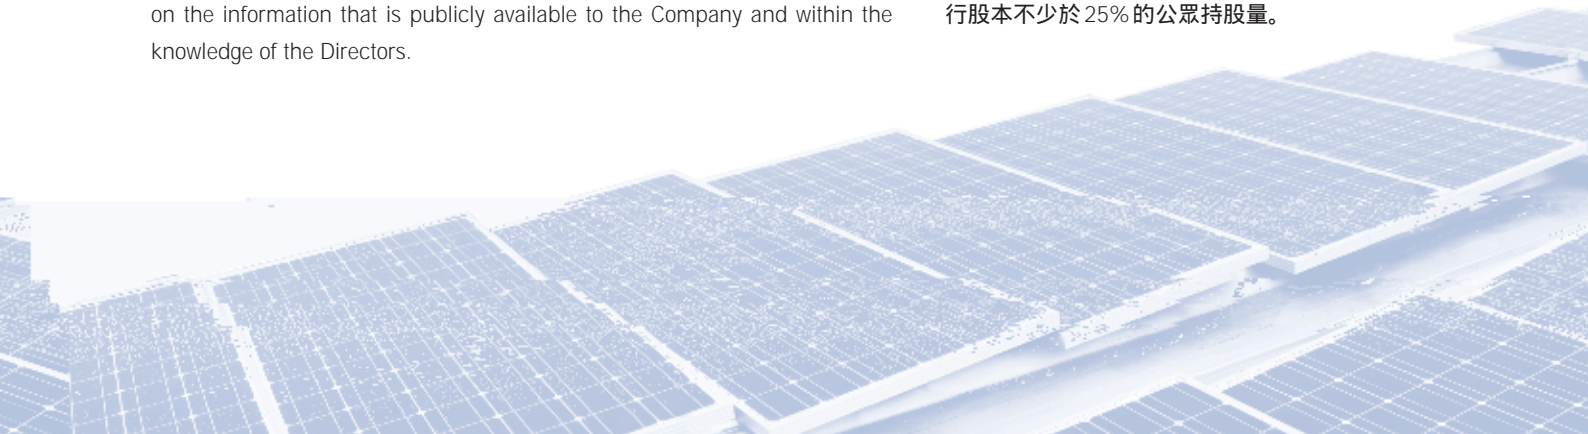 on the information that is publicly available to the Company and within the
knowledge of the Directors.
行股本不少於25%的公眾持股量。